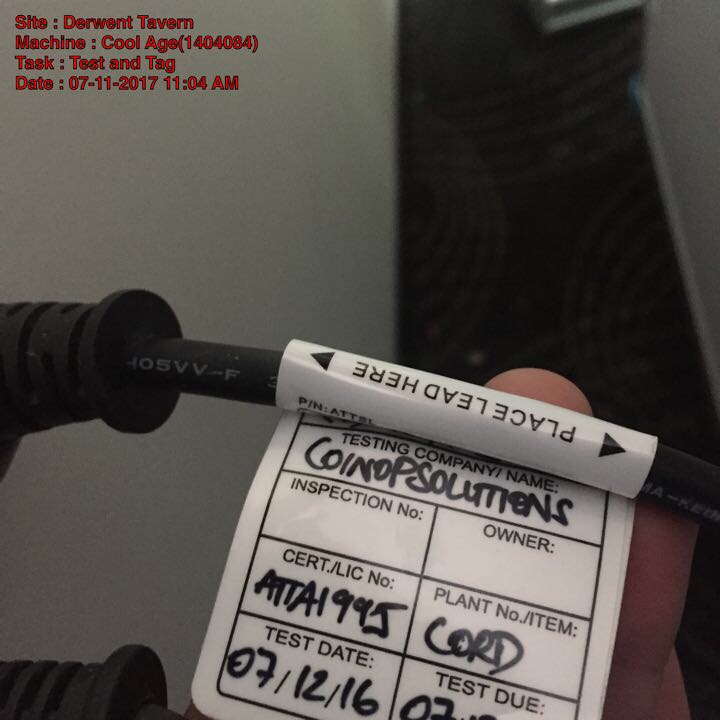 Site : Derwent Tavern
Machine : Cool Age(1404084)
Task : Test and Tag
Date : 07-11-2017 11:04 AM
H05VV-F
PLACE LEAD HERE
P/N:ATTBL
TESTING COMPANY/ NAME:
COINOPSOLUTIONS
INSPECTION No:
OWNER:
CERT./LIC No:
ATTA1995
PLANT No./ITEM:
CORD
TEST DATE:
07/12/16
TEST DUE: